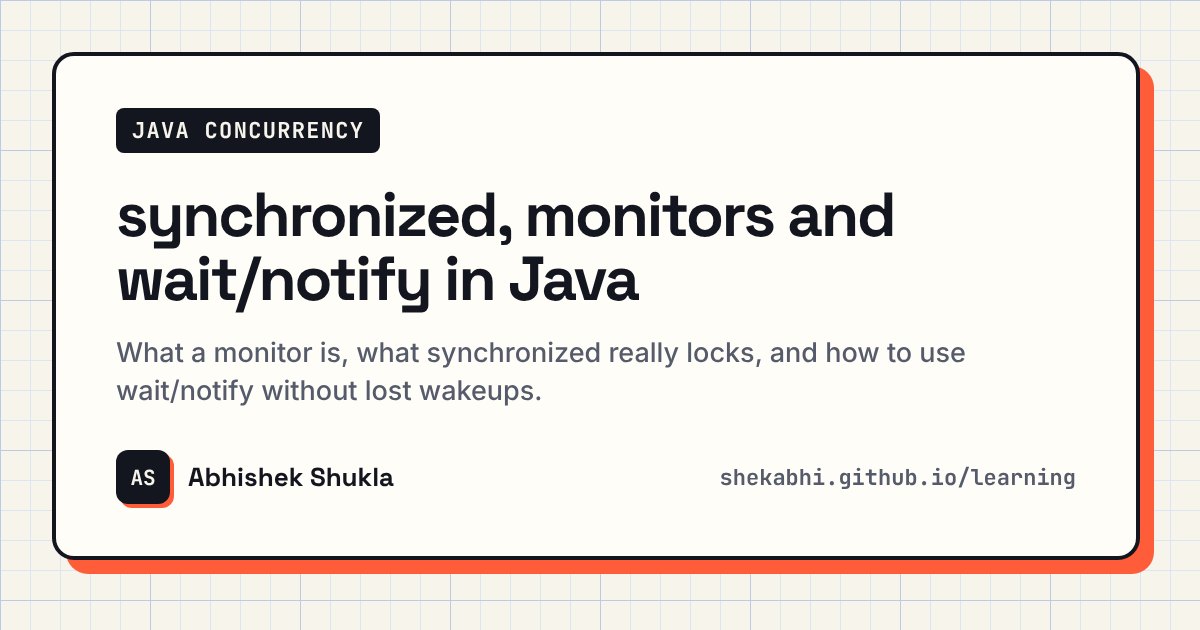 JAVA CONCURRENCY
synchronized, monitors and
wait/notify in Java
What a monitor is, what synchronized really locks, and how to use
wait/notify without lost wakeups.
AS
Abhishek Shukla
shekabhi.github.io/learning